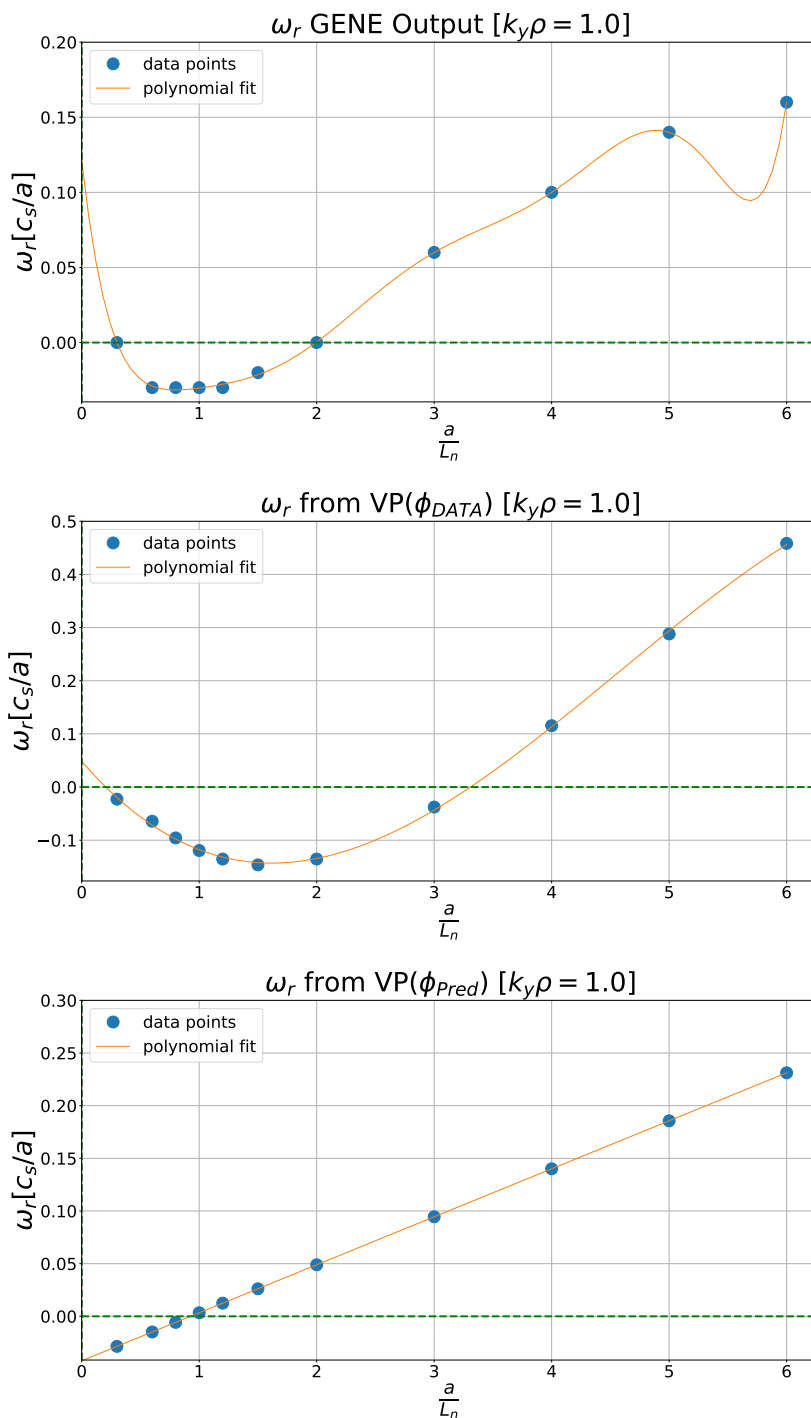 ω_r GENE Output [k_yρ = 1.0]
data points
polynomial fit
ω_r[c_s/a]
0.20
0.15
0.10
0.05
0.00
0 1 2 3 4 5 6
a/L_n
ω_r from VP(ϕ_DATA) [k_yρ = 1.0]
data points
polynomial fit
ω_r[c_s/a]
0.5
0.4
0.3
0.2
0.1
0.0
−0.1
0 1 2 3 4 5 6
a/L_n
ω_r from VP(ϕ_Pred) [k_yρ = 1.0]
data points
polynomial fit
ω_r[c_s/a]
0.30
0.25
0.20
0.15
0.10
0.05
0.00
0 1 2 3 4 5 6
a/L_n